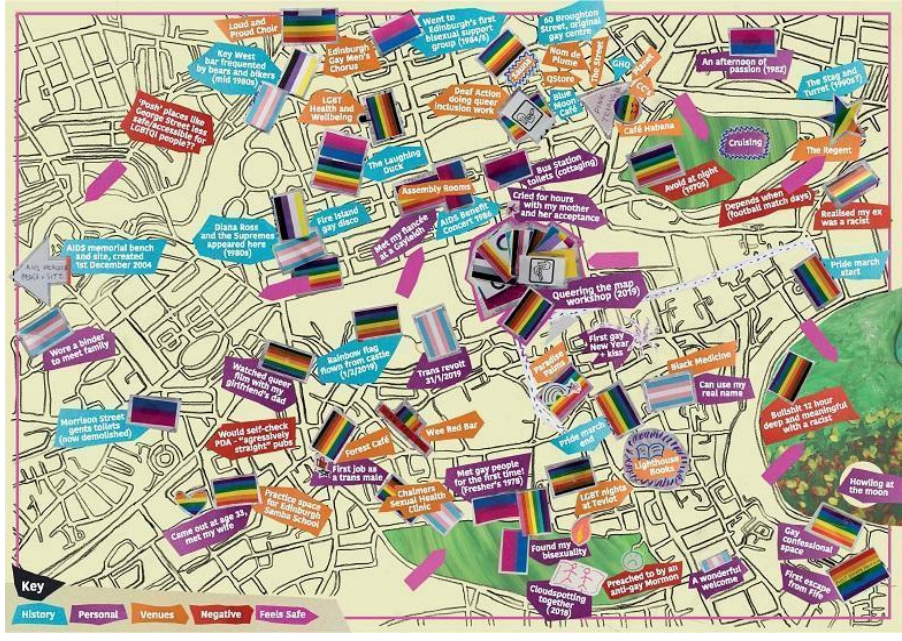 Loud and
Proud Choir
Edinburgh
Gay Men's
Chorus
Went to
Edinburgh's first
bisexual support
group (1984/5)
60 Broughton
Street, original
gay centre
Nom de
Plume
The Street
GHQ
Planet
CC's
QStore
Blue
Moon
Café
An afternoon of
passion (1982)
The Stag and
Turret (1990s?)
Key West
bar frequented
by bears and bikers
(mid 1980s)
'Posh' places like
George Street less
safe/accessible for
LGBTQI people??
LGBT
Health and
Wellbeing
Deaf Action
doing queer
inclusion work
Café Habana
Cruising
The Regent
The Laughing
Duck
Bus Station
toilets (cottaging)
Avoid at night
(1970s)
Assembly Rooms
Cried for hours
with my mother
and her acceptance
Depends when
(football match days)
Realised my ex
was a racist
Diana Ross
and the Supremes
appeared here
(1980s)
Fire Island
gay disco
Met my fiancée
at a Gayleidh
AIDS Benefit
Concert 1986
AIDS memorial bench
and site, created
1st December 2004
Pride march
start
Queering the map
workshop (2019)
Wore a binder
to meet family
Watched queer
film with my
girlfriend's dad
Rainbow flag
flown from castle
(1/2/2019)
Trans revolt
31/1/2019
First gay
New Year
+ kiss
Paradise
Palms
Black Medicine
Can use my
real name
Morrison Street
gents toilets
(now demolished)
Would self-check
PDA - "agressively
straight" pubs
Forest Café
Wee Red Bar
Pride march
end
Lighthouse
Books
Bullshit 12 hour
deep and meaningful
with a racist
First job as
a trans male
Met gay people
for the first time!
(Fresher's 1978)
Howling at
the moon
Practice space
for Edinburgh
Samba School
Chalmers
Sexual Health
Clinic
LGBT nights
at Teviot
Came out at age 33,
met my wife
Found my
bisexuality
Gay
confessional
space
Cloudspotting
together
(2018)
Preached to by an
anti-gay Mormon
A wonderful
welcome
First escape
from Fife
Key
History
Personal
Venues
Negative
Feels Safe